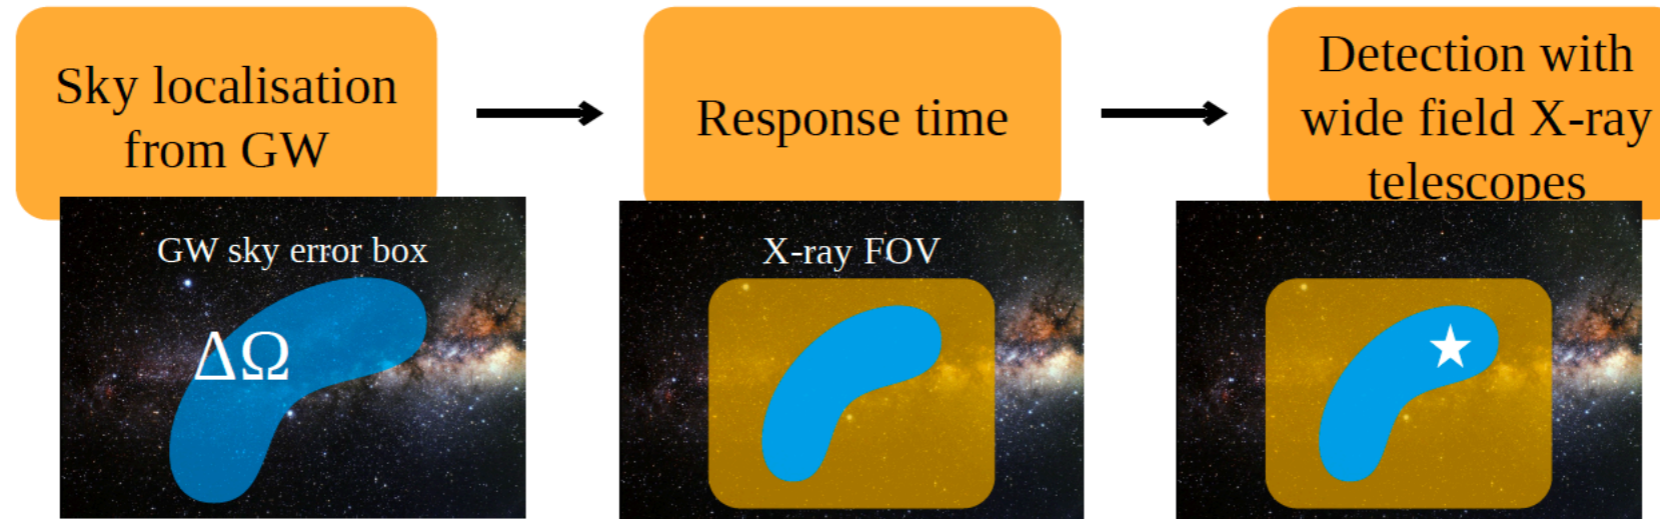 Sky localisation
from GW
Response time
Detection with
wide field X-ray
telescopes
GW sky error box
ΔΩ
X-ray FOV